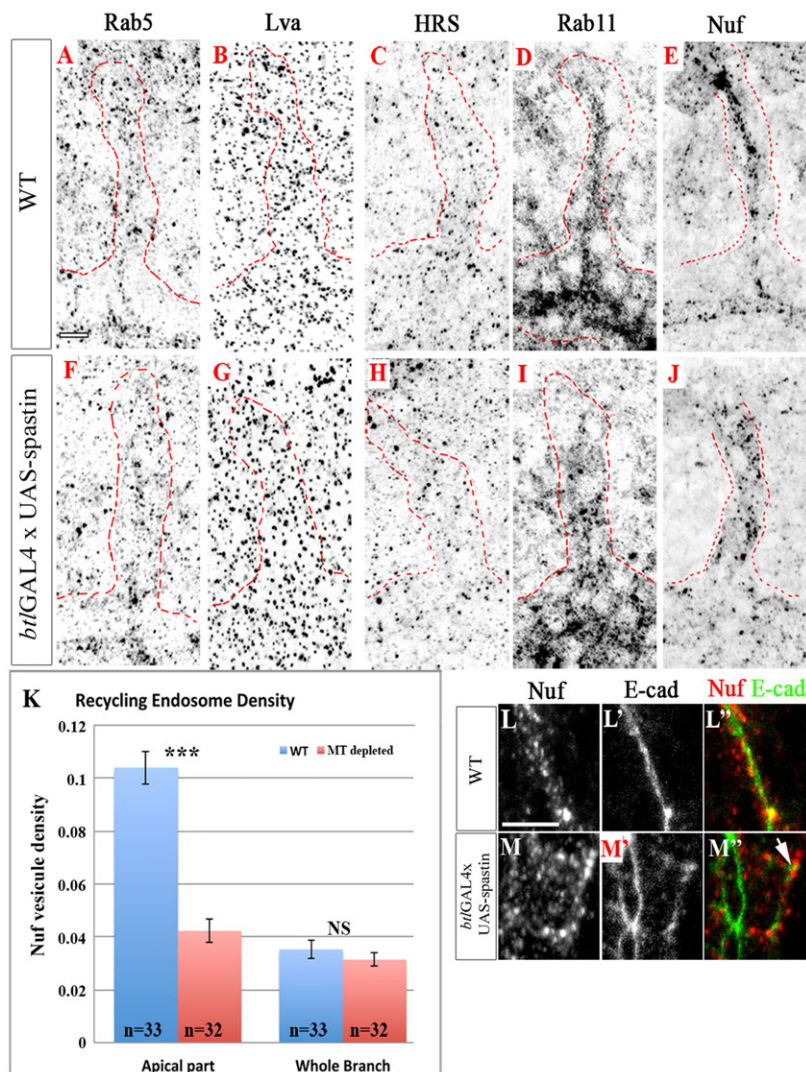 Rab5 Lva HRS Rab11 Nuf
WT
A B C D E
btlGAL4 x UAS-spastin
F G H I J
K Recycling Endosome Density
Nuf vesicule density
0.12
0.1
0.08
0.06
0.04
0.02
0
WT MT depleted
***
NS
n=33 n=32 n=33 n=32
Apical part Whole Branch
Nuf E-cad Nuf E-cad
WT
L L' L"
btlGAL4x
UAS-spastin
M M' M"